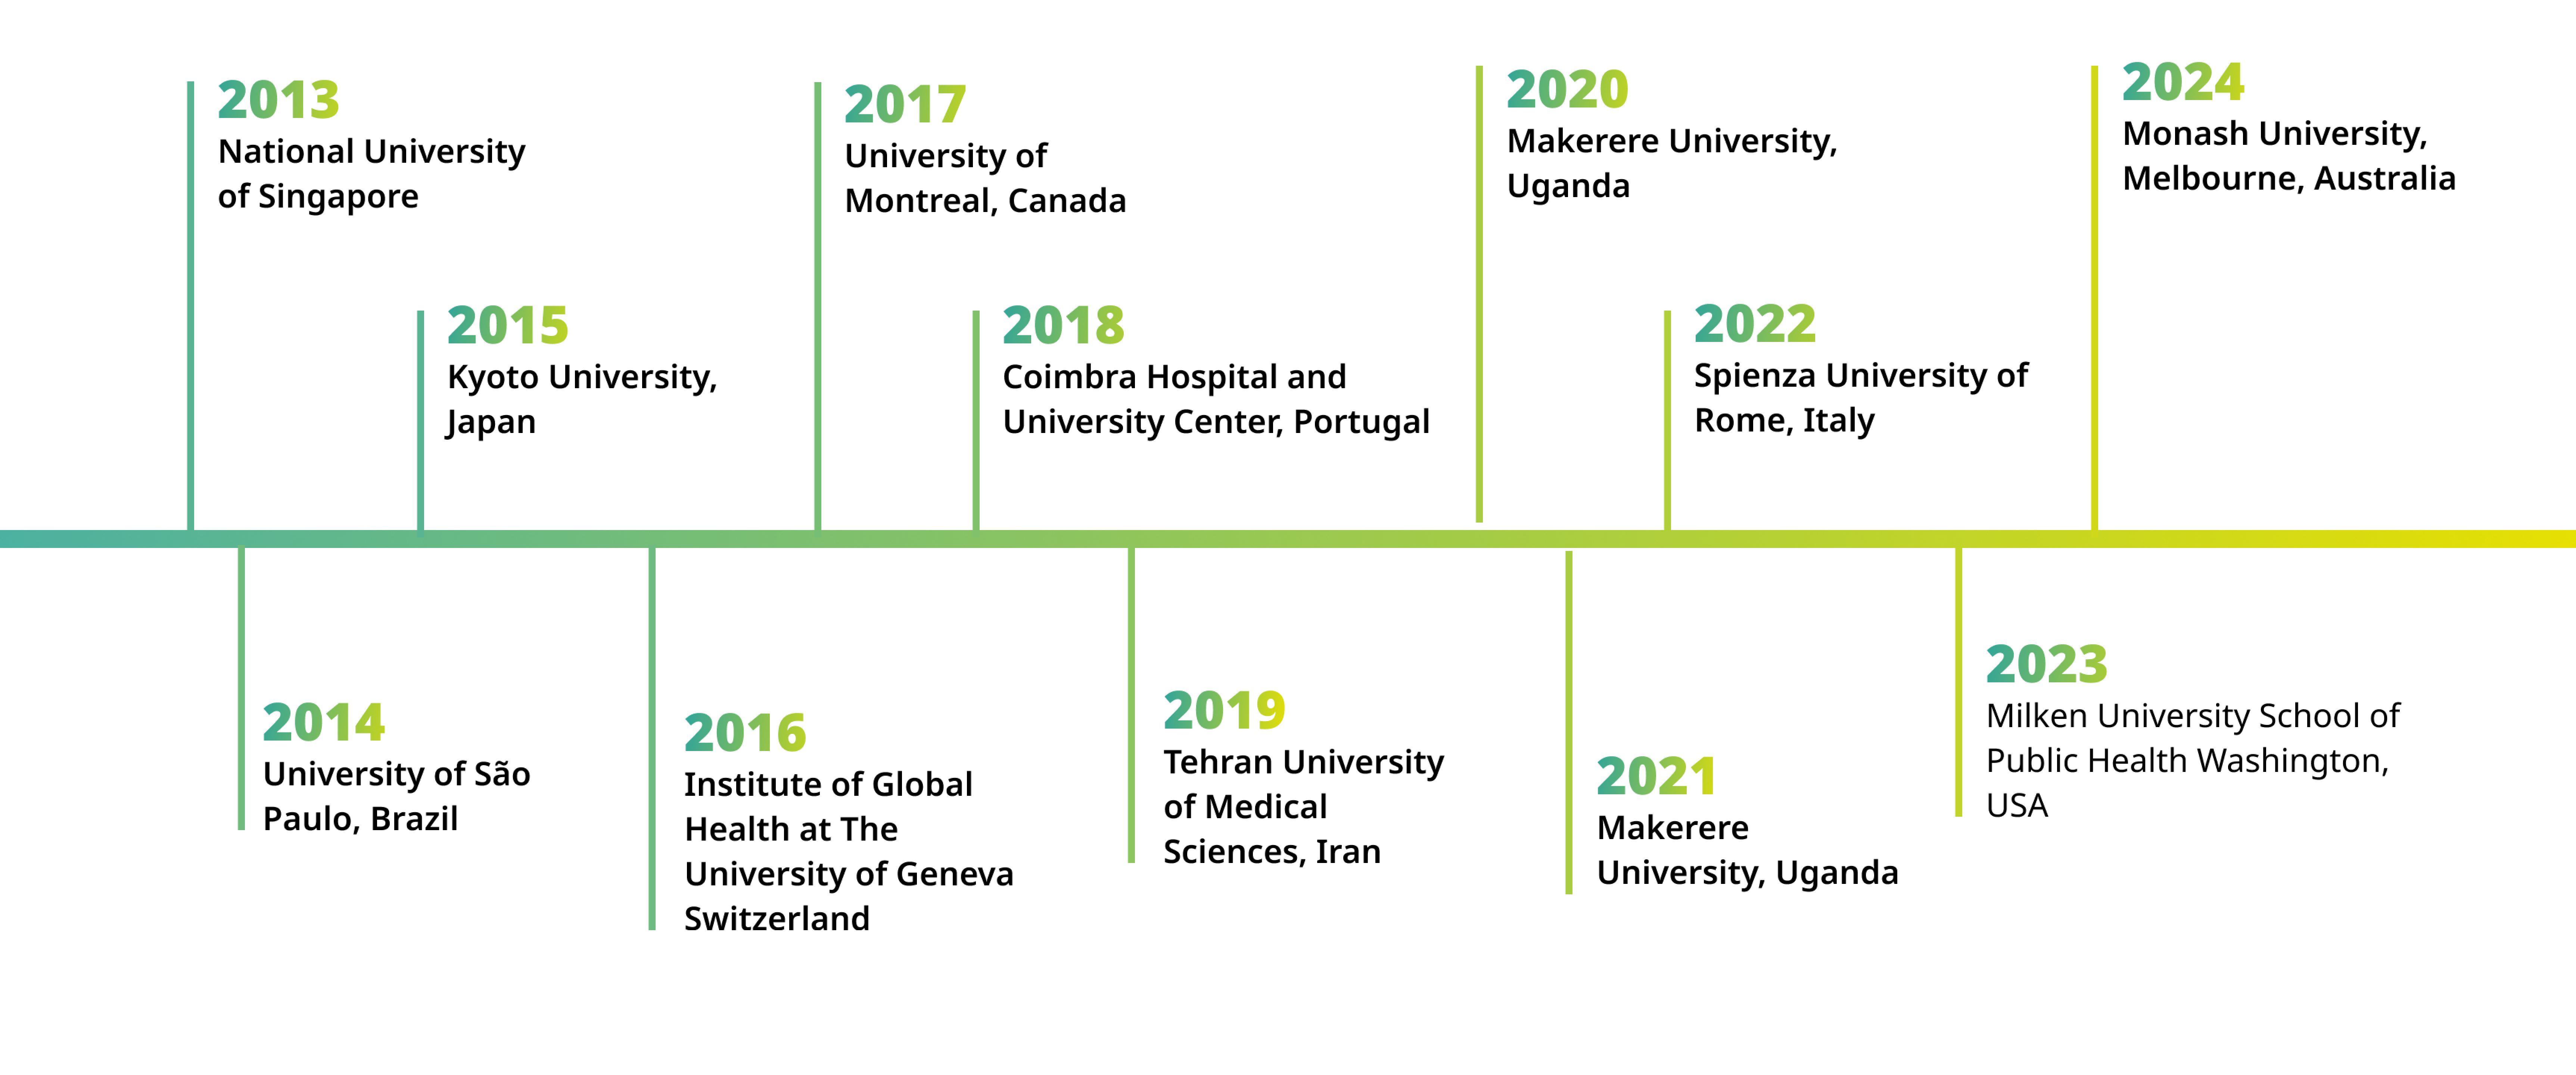 2013
National University
of Singapore
2014
University of São
Paulo, Brazil
2015
Kyoto University,
Japan
2016
Institute of Global
Health at The
University of Geneva
Switzerland
2017
University of
Montreal, Canada
2018
Coimbra Hospital and
University Center, Portugal
2019
Tehran University
of Medical
Sciences, Iran
2020
Makerere University,
Uganda
2021
Makerere
University, Uganda
2022
Spienza University of
Rome, Italy
2023
Milken University School of
Public Health Washington,
USA
2024
Monash University,
Melbourne, Australia